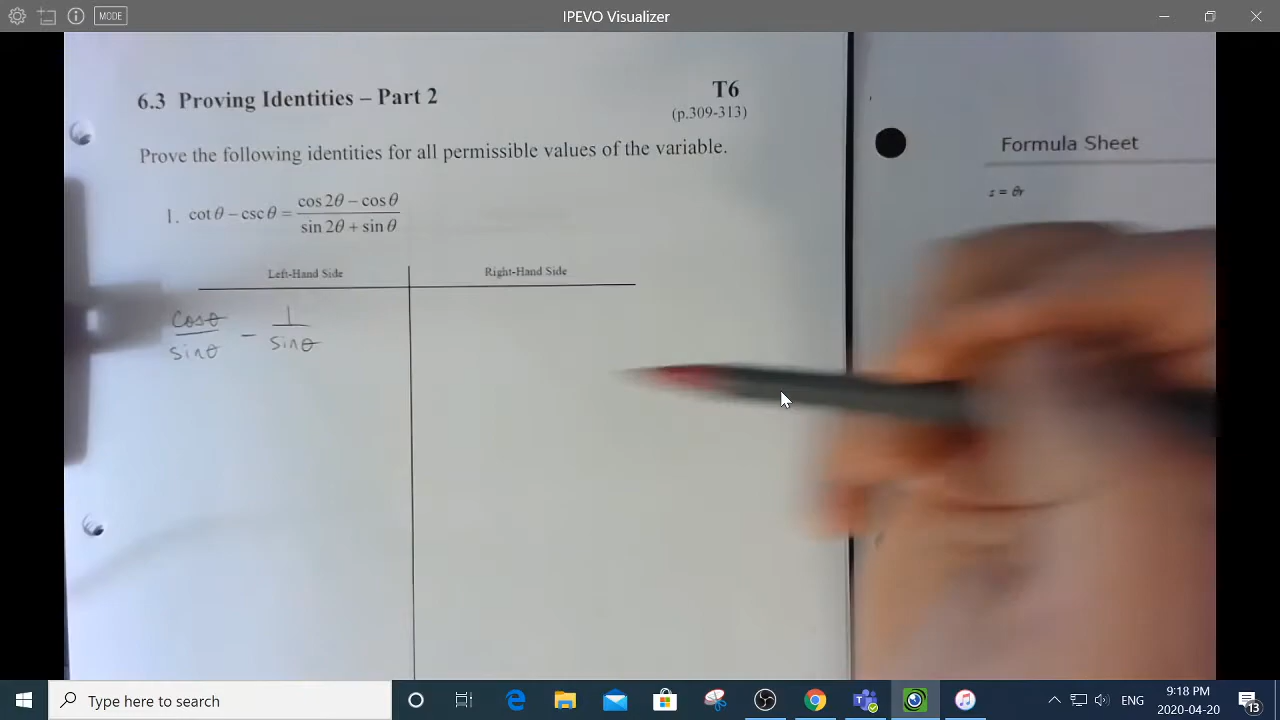 MODE
IPEVO Visualizer
6.3 Proving Identities – Part 2
T6
(p.309-313)
Prove the following identities for all permissible values of the variable.
1. cot θ – csc θ = (cos 2θ – cos θ)/(sin 2θ + sin θ)
Left-Hand Side
Right-Hand Side
cosθ/sinθ – 1/sinθ
Formula Sheet
s = θr
Type here to search
ENG
9:18 PM
2020-04-20
13